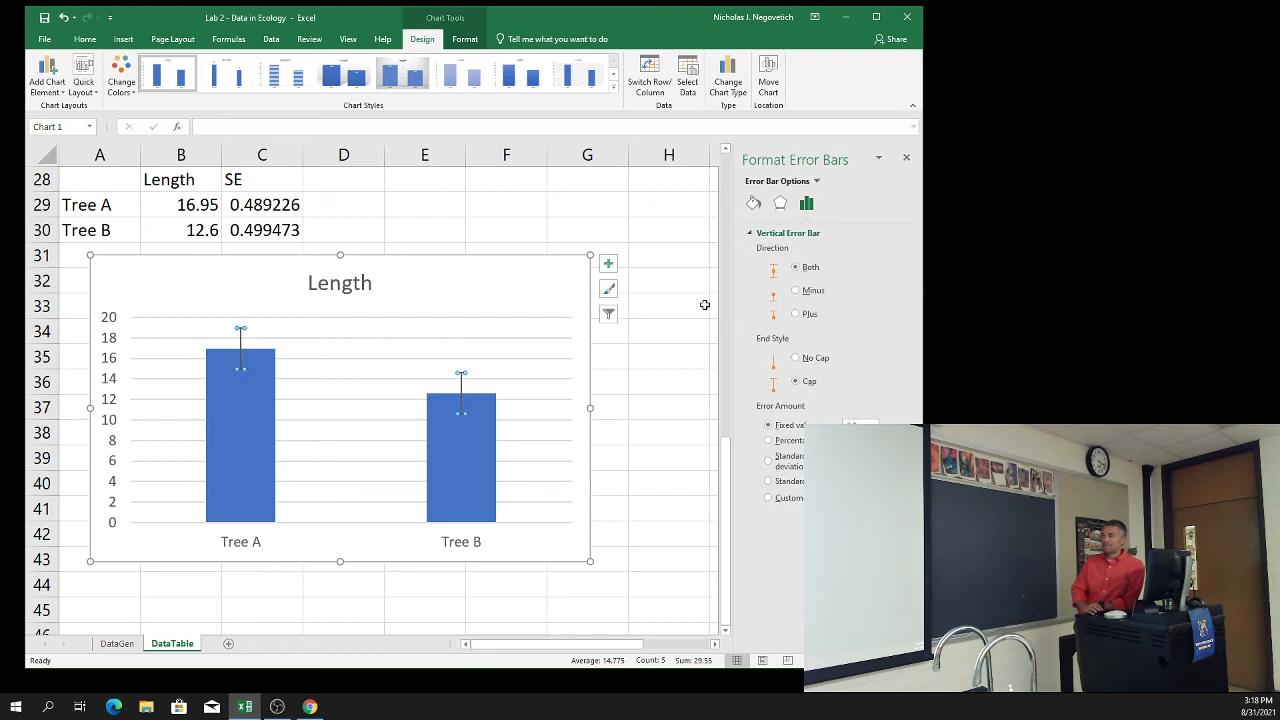 Lab 2 - Data in Ecology - Excel
Chart Tools
Nicholas J. Negovetich
File Home Insert Page Layout Formulas Data Review View Help Design Format Tell me what you want to do Share
Add Chart Element
Quick Layout
Change Colors
Switch Row/ Column
Select Data
Change Chart Type
Move Chart
Chart Layouts Chart Styles Data Type Location
Chart 1 fx
A B C D E F G H
28 Length SE
29 Tree A 16.95 0.489226
30 Tree B 12.6 0.499473
31
32
33
34
35
36
37
38
39
40
41
42
43
44
45
46
Length
20
18
16
14
12
10
8
6
4
2
0
Tree A Tree B
Format Error Bars
Error Bar Options
Vertical Error Bar
Direction
Both
Minus
Plus
End Style
No Cap
Cap
Error Amount
Fixed val
Percenta
Standard deviatio
Standard
Custom
DataGen DataTable
Ready Average: 14.775 Count: 5 Sum: 29.55
3:18 PM
8/31/2021